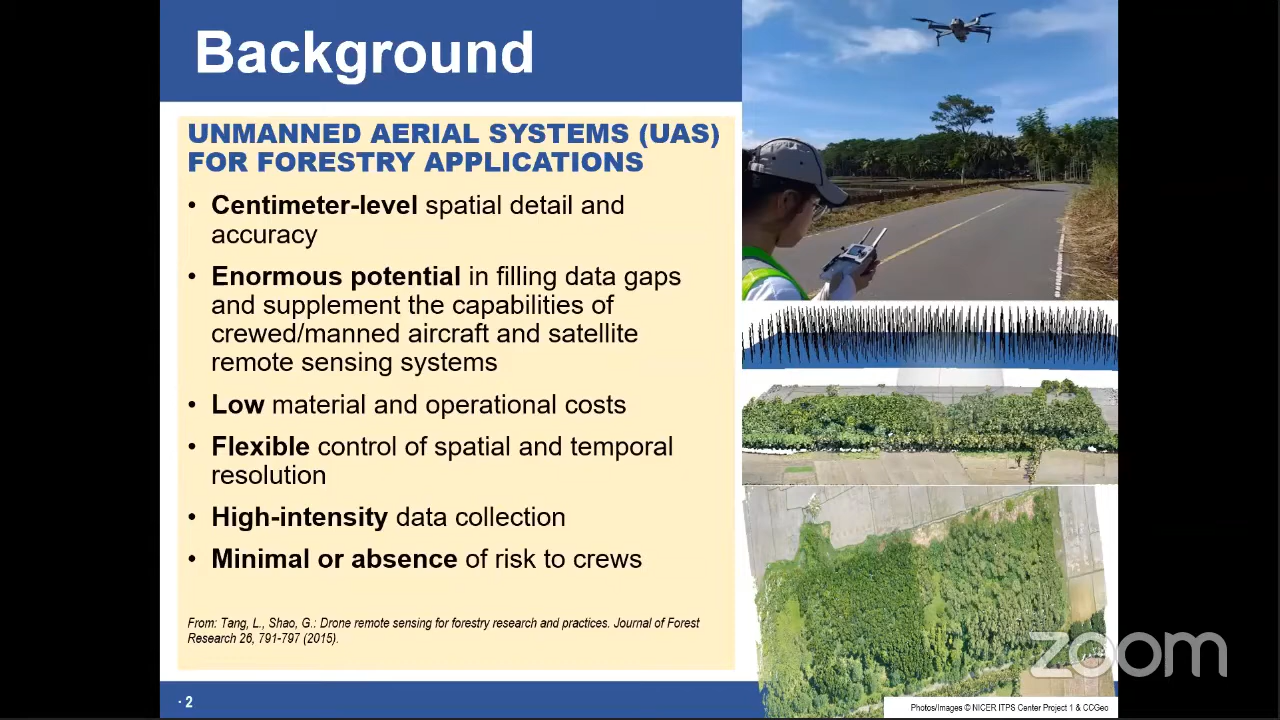 Background
UNMANNED AERIAL SYSTEMS (UAS)
FOR FORESTRY APPLICATIONS
• Centimeter-level spatial detail and
accuracy
• Enormous potential in filling data gaps
and supplement the capabilities of
crewed/manned aircraft and satellite
remote sensing systems
• Low material and operational costs
• Flexible control of spatial and temporal
resolution
• High-intensity data collection
• Minimal or absence of risk to crews
From: Tang, L., Shao, G.: Drone remote sensing for forestry research and practices. Journal of Forest
Research 26, 791-797 (2015).
· 2
zoom
Photos/Images © NICER ITPS Center Project 1 & CCGeo